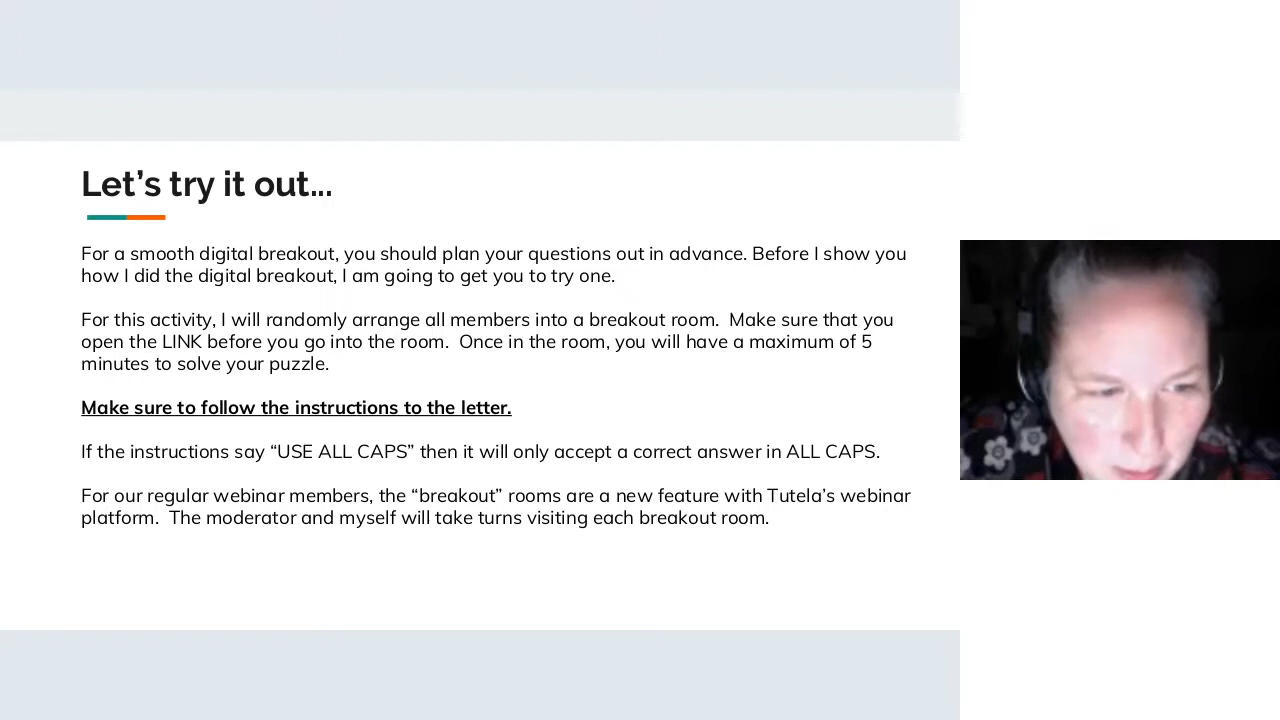 Let’s try it out...
For a smooth digital breakout, you should plan your questions out in advance. Before I show you
how I did the digital breakout, I am going to get you to try one.
For this activity, I will randomly arrange all members into a breakout room.  Make sure that you
open the LINK before you go into the room.  Once in the room, you will have a maximum of 5
minutes to solve your puzzle.
Make sure to follow the instructions to the letter.
If the instructions say “USE ALL CAPS” then it will only accept a correct answer in ALL CAPS.
For our regular webinar members, the “breakout” rooms are a new feature with Tutela’s webinar
platform.  The moderator and myself will take turns visiting each breakout room.